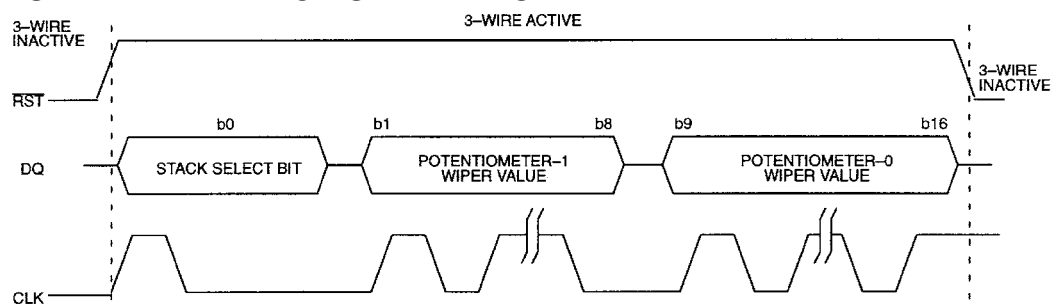 3–WIRE
INACTIVE
3–WIRE ACTIVE
RST
3–WIRE
INACTIVE
b0
b1
b8
b9
b16
DQ
STACK SELECT BIT
POTENTIOMETER–1
WIPER VALUE
POTENTIOMETER–0
WIPER VALUE
CLK